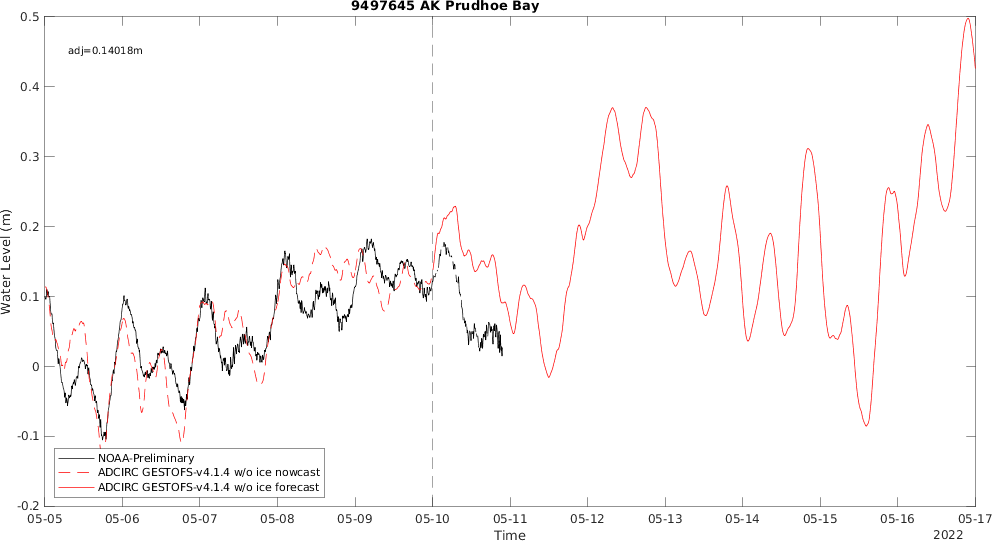 9497645 AK Prudhoe Bay
adj=0.14018m
0.5
0.4
0.3
0.2
0.1
0
-0.1
-0.2
Water Level (m)
NOAA-Preliminary
ADCIRC GESTOFS-v4.1.4 w/o ice nowcast
ADCIRC GESTOFS-v4.1.4 w/o ice forecast
05-05 05-06 05-07 05-08 05-09 05-10 05-11 05-12 05-13 05-14 05-15 05-16 05-17
Time
2022